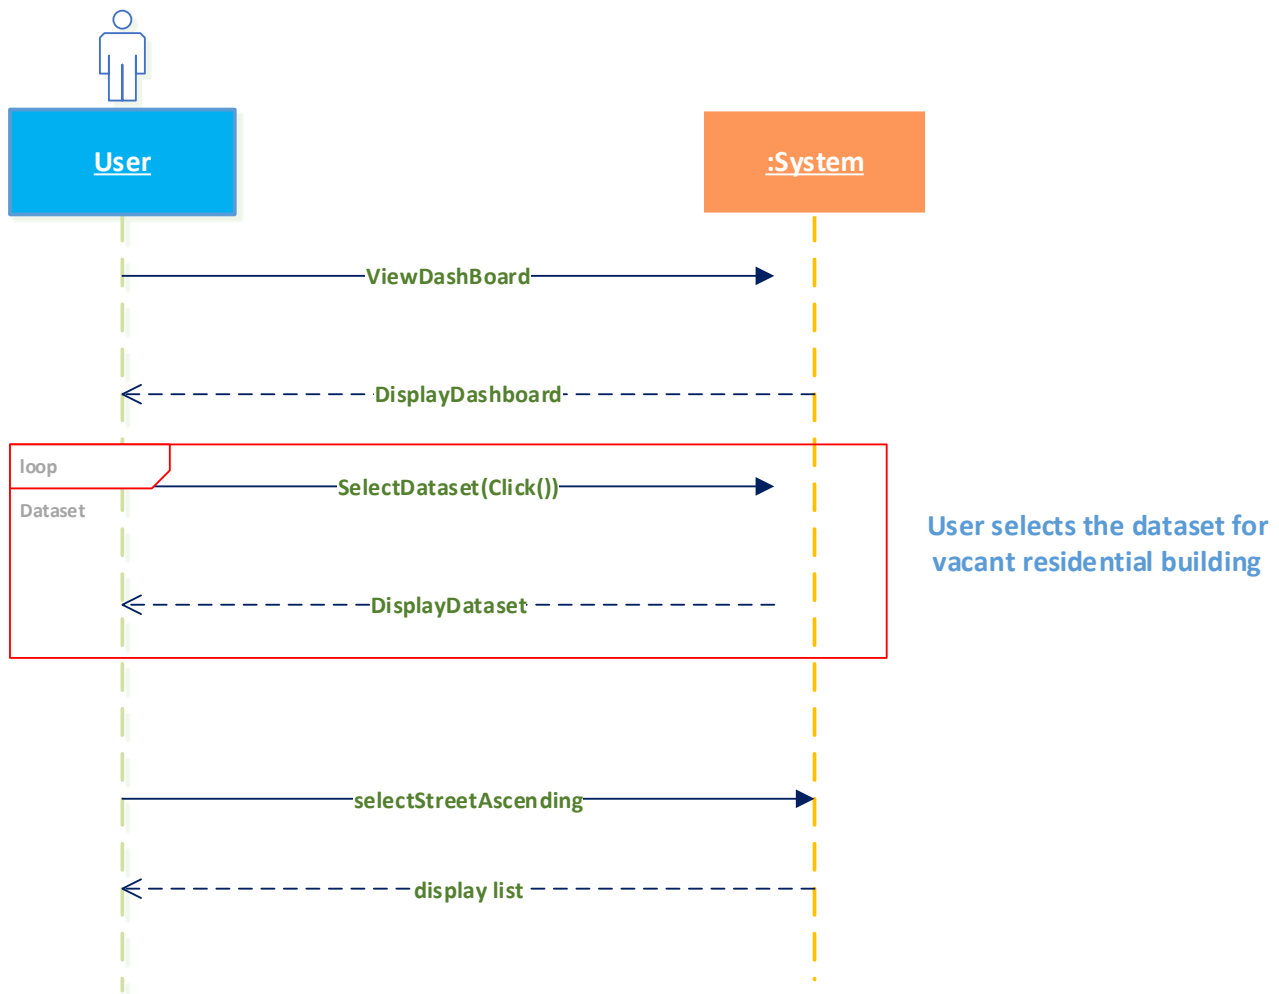 User
:System
ViewDashBoard
DisplayDashboard
loop
SelectDataset(Click())
Dataset
User selects the dataset for
vacant residential building
DisplayDataset
selectStreetAscending
display list